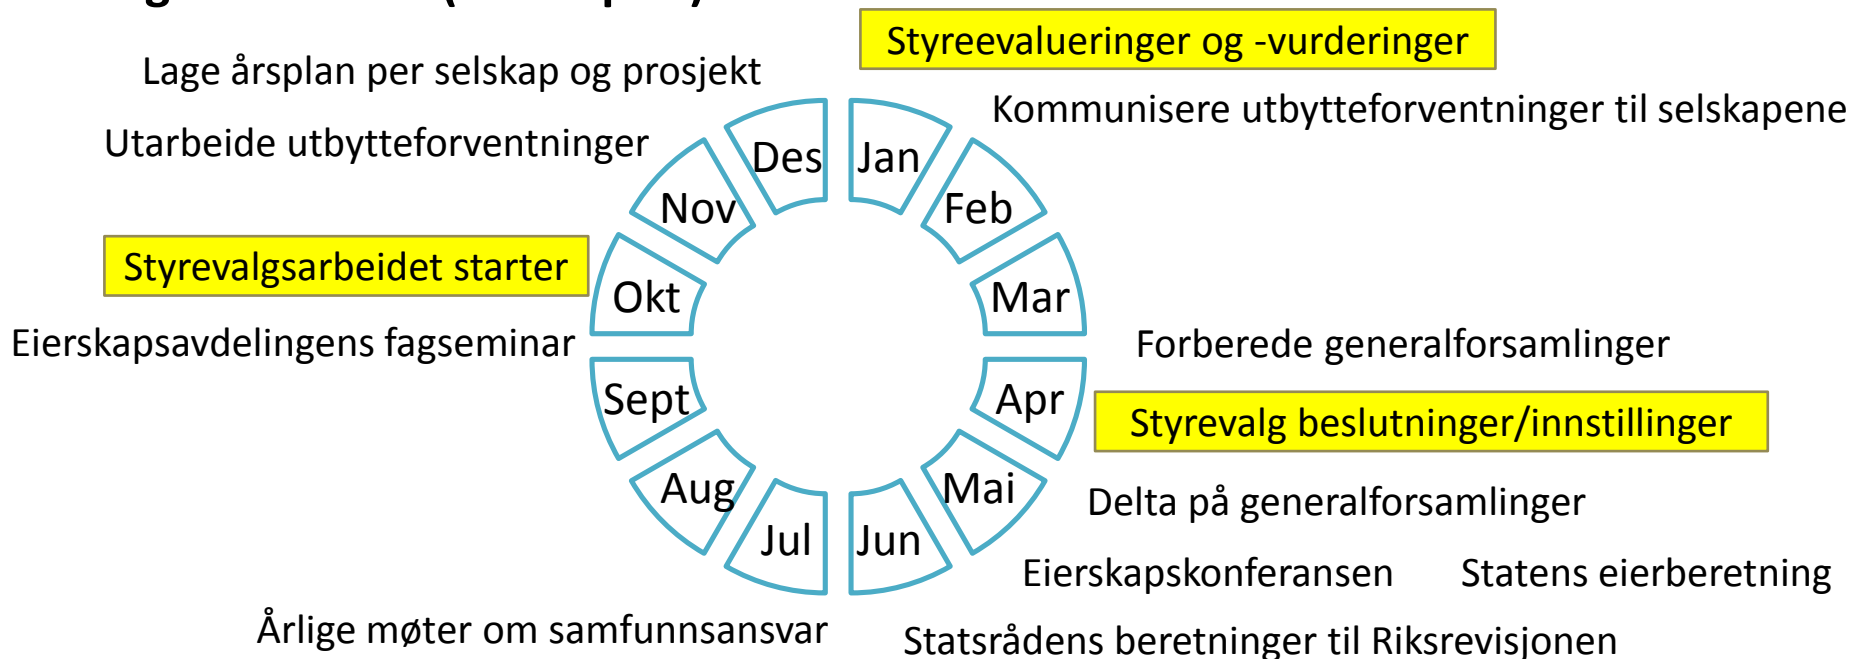 Styreevalueringer og -vurderinger
Lage årsplan per selskap og prosjekt
Kommunisere utbytteforventninger til selskapene
Utarbeide utbytteforventninger
Des
Jan
Nov
Feb
Styrevalgsarbeidet starter
Okt
Mar
Eierskapsavdelingens fagseminar
Forberede generalforsamlinger
Sept
Apr
Styrevalg beslutninger/innstillinger
Aug
Mai
Delta på generalforsamlinger
Jul
Jun
Eierskapskonferansen
Statens eierberetning
Årlige møter om samfunnsansvar
Statsrådens beretninger til Riksrevisjonen